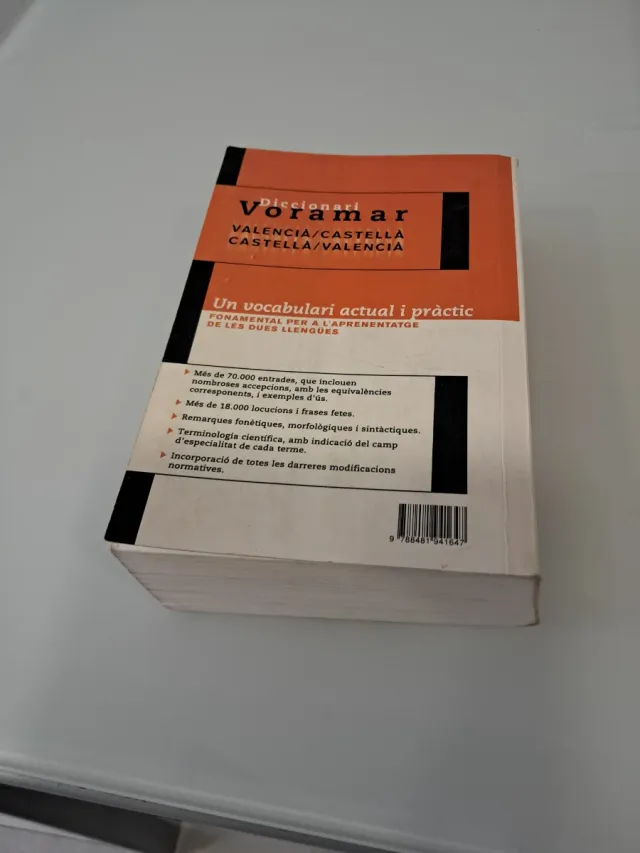 Diccionari
Voramar
VALENCIÀ/CASTELLÀ
CASTELLÀ/VALENCIÀ
Un vocabulari actual i pràctic
FONAMENTAL PER A L'APRENENTATGE
DE LES DUES LLENGÜES
Més de 70.000 entrades, que inclouen
nombroses accepcions, amb les equivalències
corresponents, i exemples d'ús.
Més de 18.000 locucions i frases fetes.
Remarques fonètiques, morfològiques i sintàctiques.
Terminologia científica, amb indicació del camp
d'especialitat de cada terme.
Incorporació de totes les darreres modificacions
normatives.
9 788481 941647